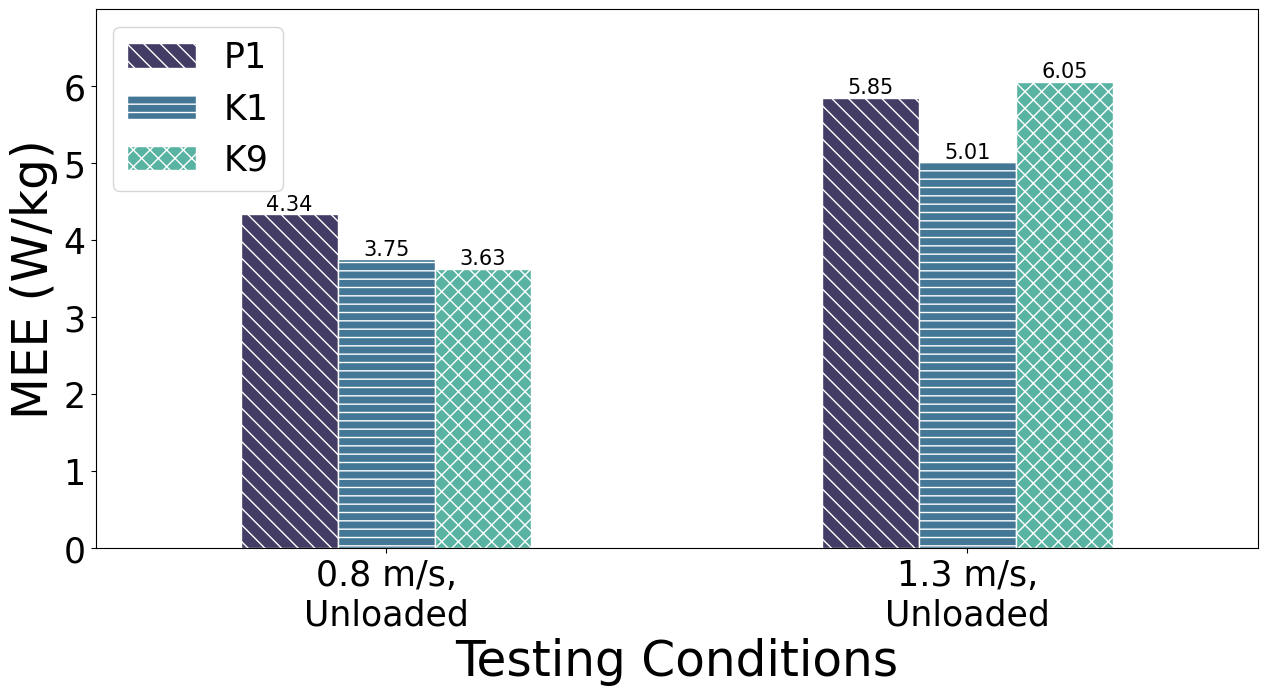 P1
K1
K9
MEE (W/kg)
6
5
4
3
2
1
0
4.34
3.75
3.63
5.85
5.01
6.05
0.8 m/s,
Unloaded
1.3 m/s,
Unloaded
Testing Conditions